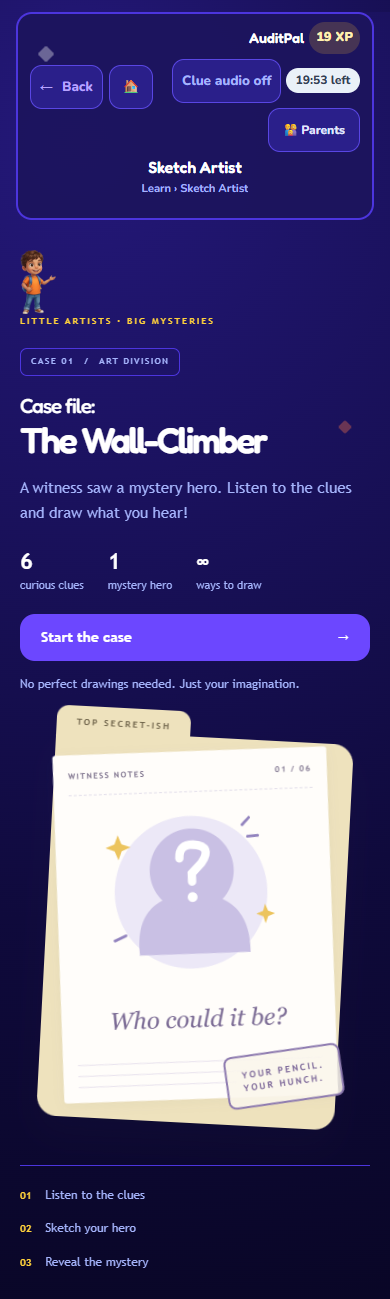 AuditPal 19 XP
← Back
Clue audio off
19:53 left
Parents
Sketch Artist
Learn › Sketch Artist
LITTLE ARTISTS • BIG MYSTERIES
CASE 01 / ART DIVISION
Case file:
The Wall-Climber
A witness saw a mystery hero. Listen to the clues
and draw what you hear!
6 1 ∞
curious clues mystery hero ways to draw
Start the case →
No perfect drawings needed. Just your imagination.
TOP SECRET-ISH
WITNESS NOTES 01 / 06
?
Who could it be?
YOUR PENCIL.
YOUR HUNCH.
01 Listen to the clues
02 Sketch your hero
03 Reveal the mystery